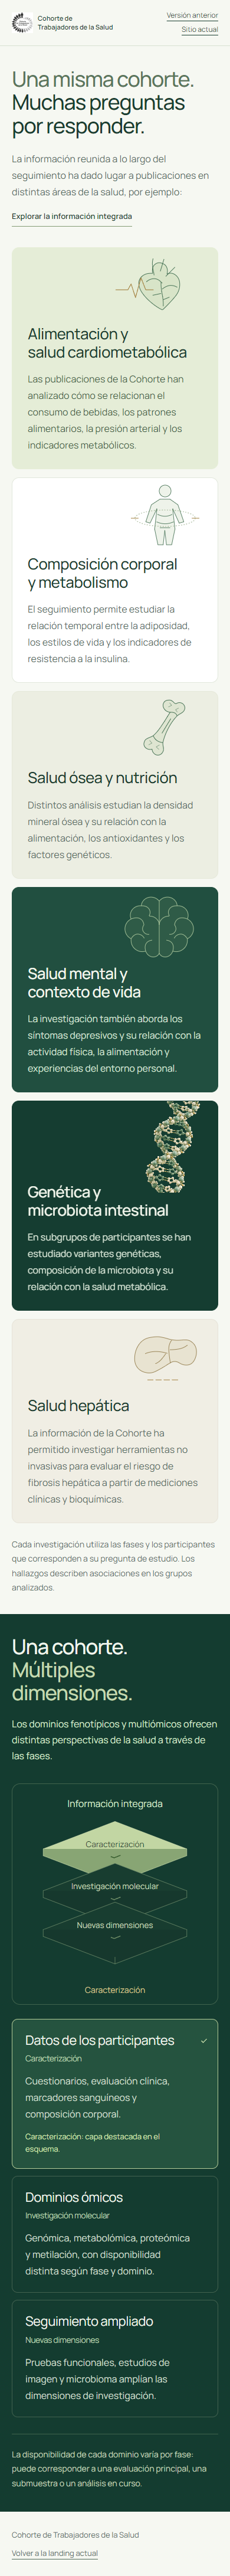 Cohorte de
Trabajadores de la Salud
Versión anterior
Sitio actual
Una misma cohorte.
Muchas preguntas
por responder.
La información reunida a lo largo del
seguimiento ha dado lugar a publicaciones en
distintas áreas de la salud, por ejemplo:
Explorar la información integrada
Alimentación y
salud cardiometabólica
Las publicaciones de la Cohorte han
analizado cómo se relacionan el
consumo de bebidas, los patrones
alimentarios, la presión arterial y los
indicadores metabólicos.
Composición corporal
y metabolismo
El seguimiento permite estudiar la
relación temporal entre la adiposidad,
los estilos de vida y los indicadores de
resistencia a la insulina.
Salud ósea y nutrición
Distintos análisis estudian la densidad
mineral ósea y su relación con la
alimentación, los antioxidantes y los
factores genéticos.
Salud mental y
contexto de vida
La investigación también aborda los
síntomas depresivos y su relación con la
actividad física, la alimentación y
experiencias del entorno personal.
Genética y
microbiota intestinal
En subgrupos de participantes se han
estudiado variantes genéticas,
composición de la microbiota y su
relación con la salud metabólica.
Salud hepática
La información de la Cohorte ha
permitido investigar herramientas no
invasivas para evaluar el riesgo de
fibrosis hepática a partir de mediciones
clínicas y bioquímicas.
Cada investigación utiliza las fases y los participantes
que corresponden a su pregunta de estudio. Los
hallazgos describen asociaciones en los grupos
analizados.
Una cohorte.
Múltiples
dimensiones.
Los dominios fenotípicos y multiómicos ofrecen
distintas perspectivas de la salud a través de
las fases.
Información integrada
Caracterización
Investigación molecular
Nuevas dimensiones
Caracterización
Datos de los participantes
Caracterización
Cuestionarios, evaluación clínica,
marcadores sanguíneos y
composición corporal.
Caracterización: capa destacada en el
esquema.
Dominios ómicos
Investigación molecular
Genómica, metabolómica, proteómica
y metilación, con disponibilidad
distinta según fase y dominio.
Seguimiento ampliado
Nuevas dimensiones
Pruebas funcionales, estudios de
imagen y microbioma amplían las
dimensiones de investigación.
La disponibilidad de cada dominio varía por fase:
puede corresponder a una evaluación principal, una
submuestra o un análisis en curso.
Cohorte de Trabajadores de la Salud
Volver a la landing actual